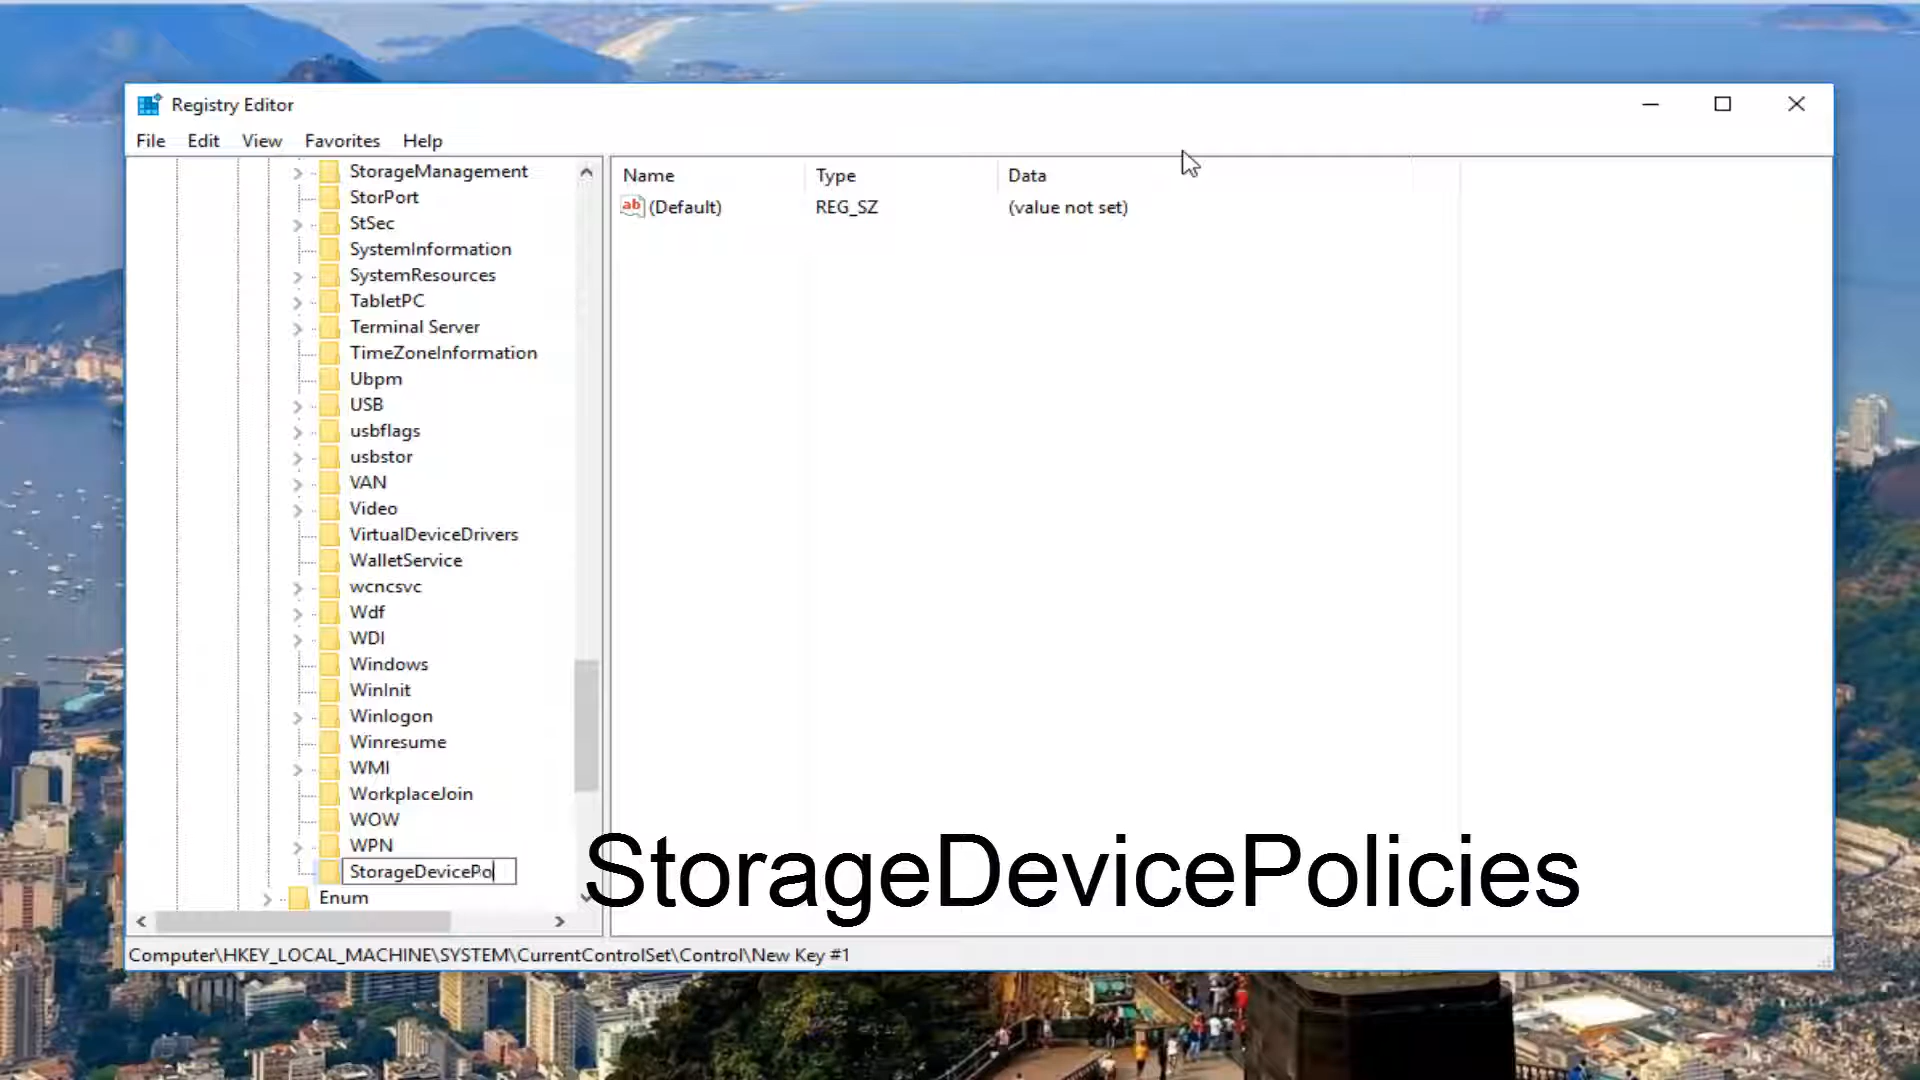 Registry Editor
File Edit View Favorites Help
StorageManagement
StorPort
StSec
SystemInformation
SystemResources
TabletPC
Terminal Server
TimeZoneInformation
Ubpm
USB
usbflags
usbstor
VAN
Video
VirtualDeviceDrivers
WalletService
wcncsvc
Wdf
WDI
Windows
WinInit
Winlogon
Winresume
WMI
WorkplaceJoin
WOW
WPN
StorageDevicePo
Enum
Name Type Data
ab (Default) REG_SZ (value not set)
StorageDevicePolicies
Computer\HKEY_LOCAL_MACHINE\SYSTEM\CurrentControlSet\Control\New Key #1